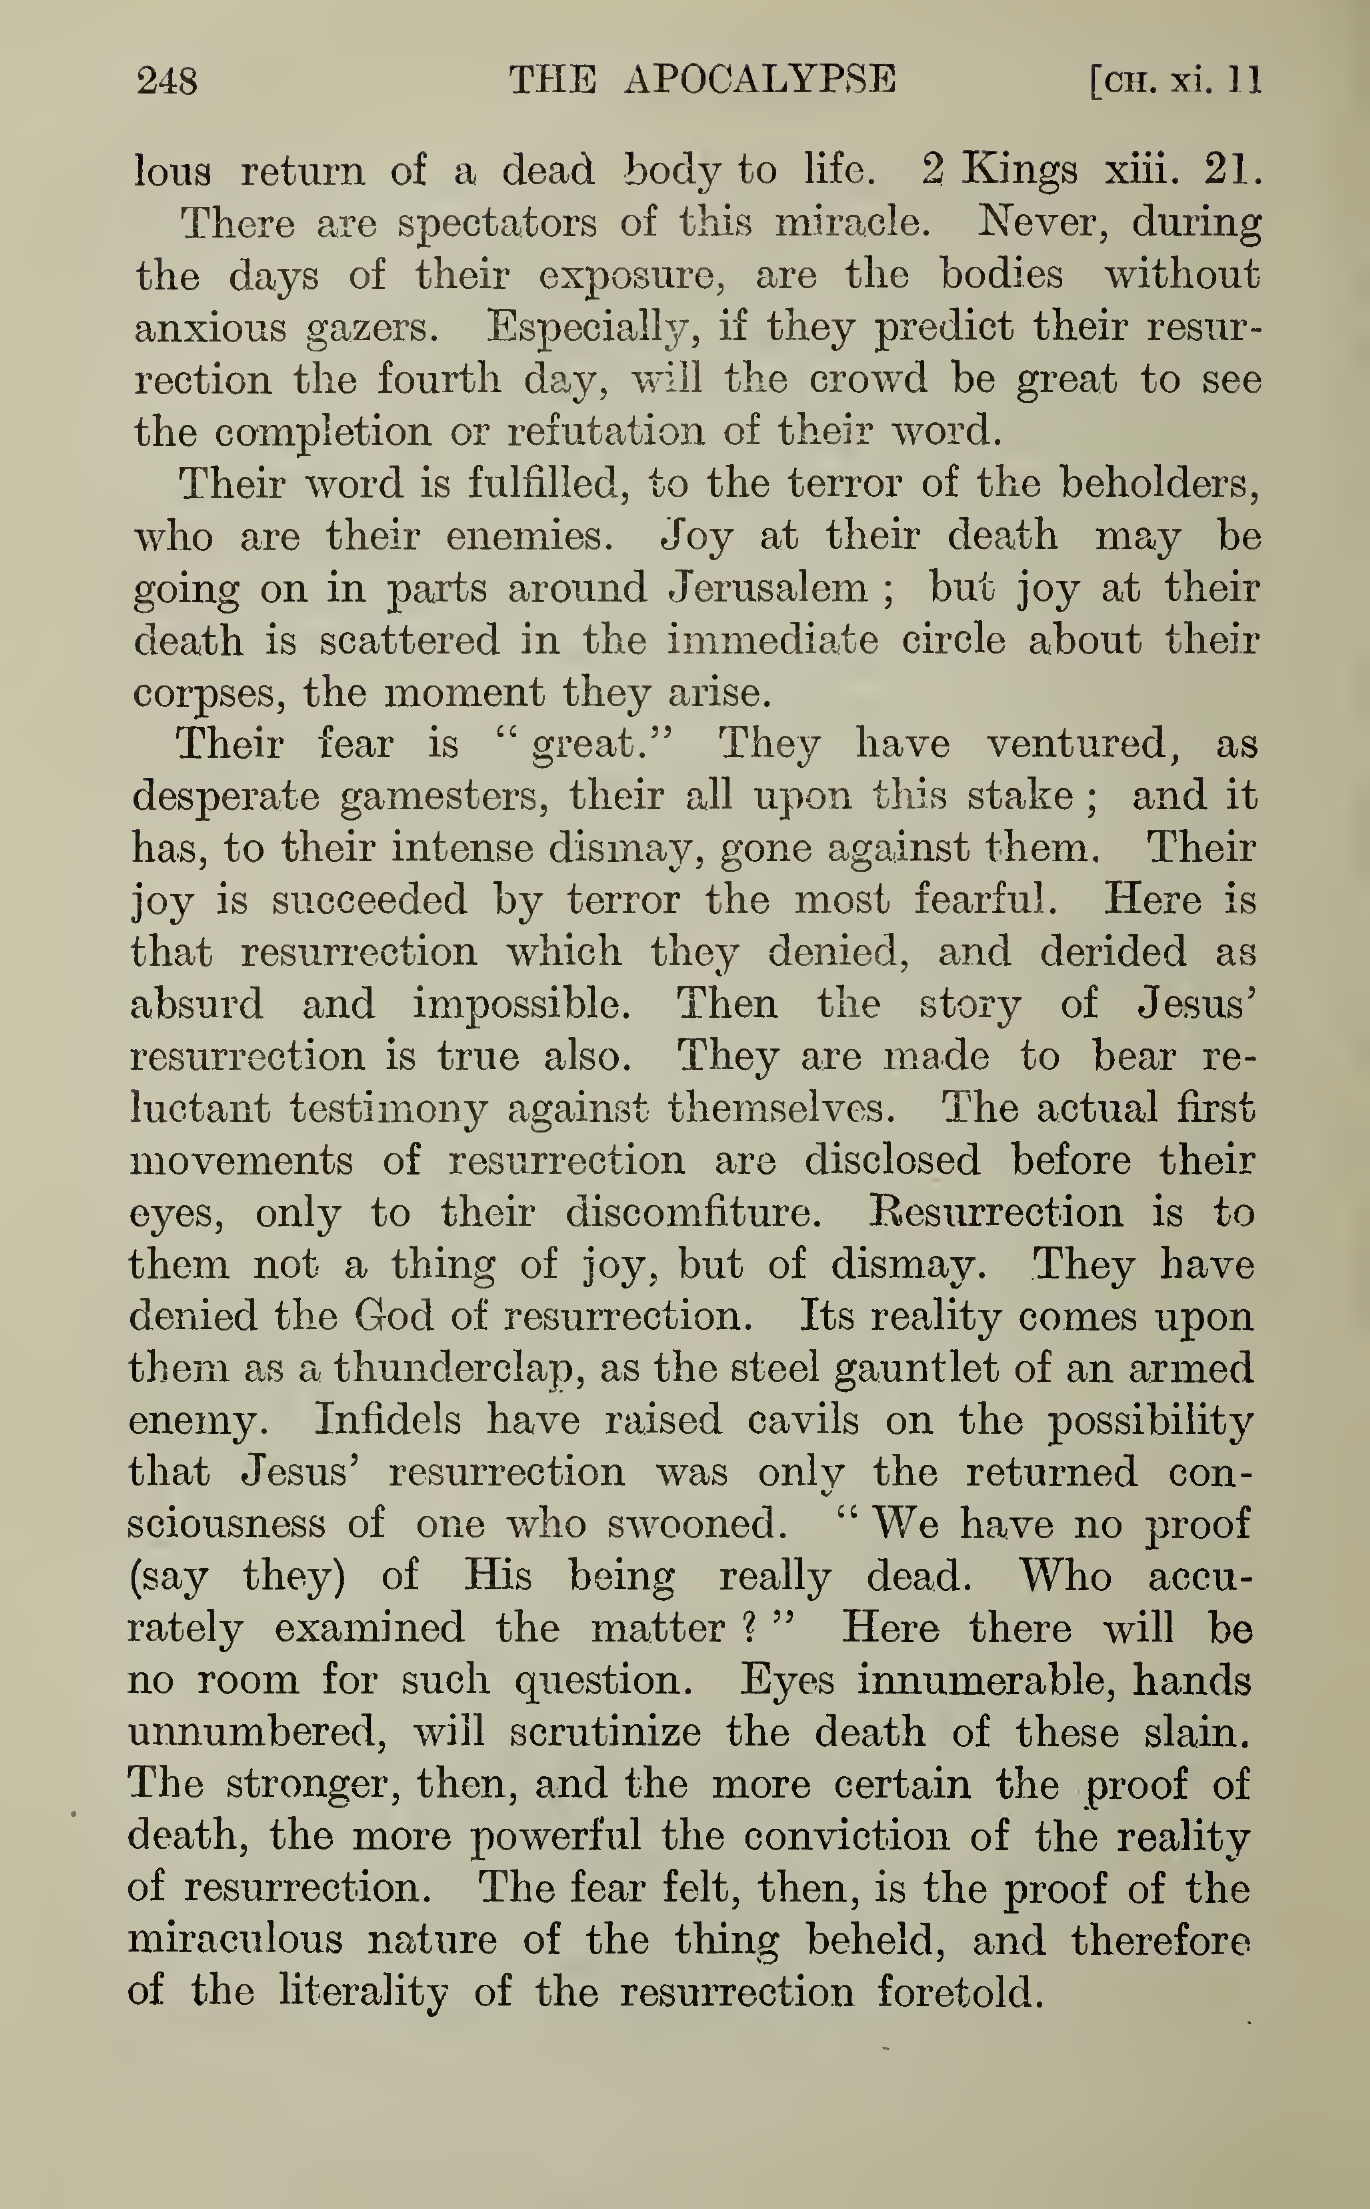 248 THE APOCALYPSE [CH. xi. 11
lous return of a dead body to life. 2 Kings xiii. 21.
There are spectators of this miracle. Never, during
the days of their exposure, are the bodies without
anxious gazers. Especially, if they predict their resur-
rection the fourth day, will the crowd be great to see
the completion or refutation of their word.
Their word is fulfilled, to the terror of the beholders,
who are their enemies. Joy at their death may be
going on in parts around Jerusalem ; but joy at their
death is scattered in the immediate circle about their
corpses, the moment they arise.
Their fear is “ great.” They have ventured, as
desperate gamesters, their all upon this stake ; and it
has, to their intense dismay, gone against them. Their
joy is succeeded by terror the most fearful. Here is
that resurrection which they denied, and derided as
absurd and impossible. Then the story of Jesus’
resurrection is true also. They are made to bear re-
luctant testimony against themselves. The actual first
movements of resurrection are disclosed before their
eyes, only to their discomfiture. Resurrection is to
them not a thing of joy, but of dismay. They have
denied the God of resurrection. Its reality comes upon
them as a thunderclap, as the steel gauntlet of an armed
enemy. Infidels have raised cavils on the possibility
that Jesus’ resurrection was only the returned con-
sciousness of one who swooned. “ We have no proof
(say they) of His being really dead. Who accu-
rately examined the matter ? ” Here there will be
no room for such question. Eyes innumerable, hands
unnumbered, will scrutinize the death of these slain.
The stronger, then, and the more certain the proof of
death, the more powerful the conviction of the reality
of resurrection. The fear felt, then, is the proof of the
miraculous nature of the thing beheld, and therefore
of the literality of the resurrection foretold.